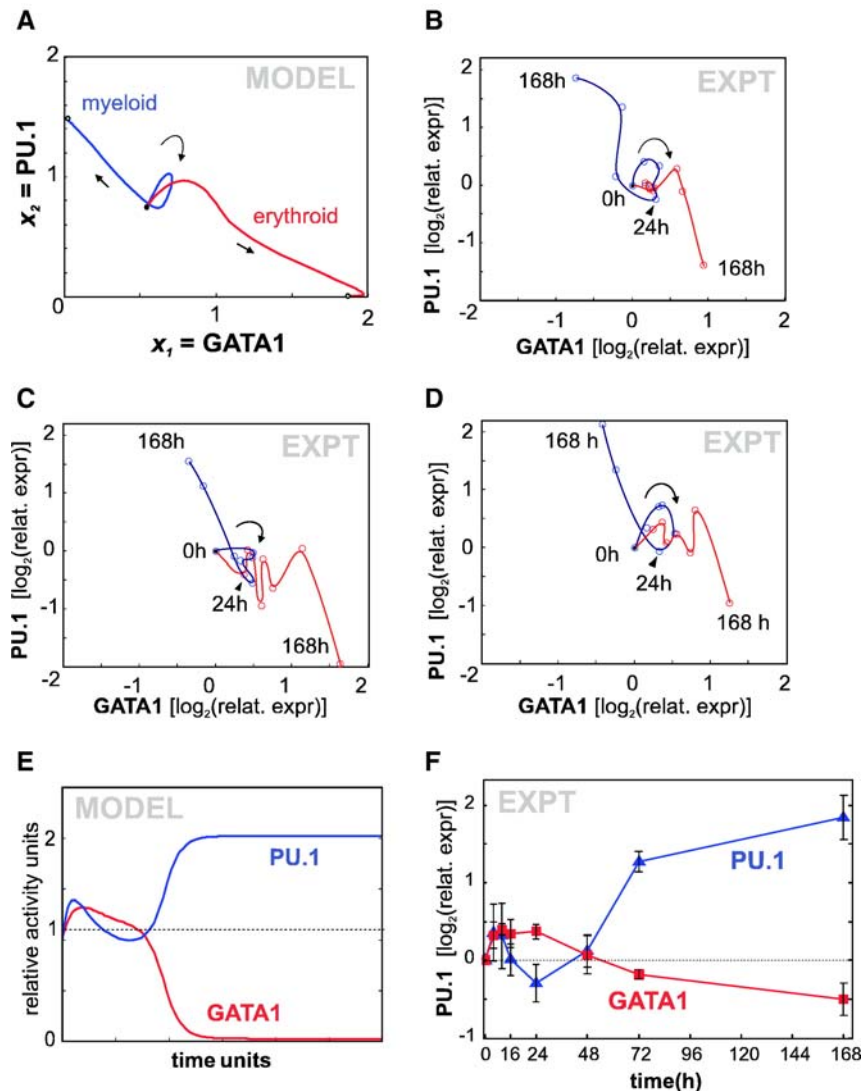 A
MODEL
myeloid
erythroid
x₂ = PU.1
x₁ = GATA1
2
1
0
0
1
2
B
EXPT
168h
0h
24h
168h
PU.1 [log₂(relat. expr)]
GATA1 [log₂(relat. expr)]
2
1
0
-1
-2
-2
-1
0
1
2
C
EXPT
168h
0h
24h
168h
PU.1 [log₂(relat. expr)]
GATA1 [log₂(relat. expr)]
2
1
0
-1
-2
-2
-1
0
1
2
D
EXPT
168 h
0h
24h
168 h
PU.1 [log₂(relat. expr)]
GATA1 [log₂(relat. expr)]
2
1
0
-1
-2
-2
-1
0
1
2
E
MODEL
PU.1
GATA1
relative activity units
time units
2
1
0
F
EXPT
PU.1
GATA1
PU.1 [log₂(relat. expr)]
2
1
0
-1
0 16 24 48 72 96 120 144 168
time(h)